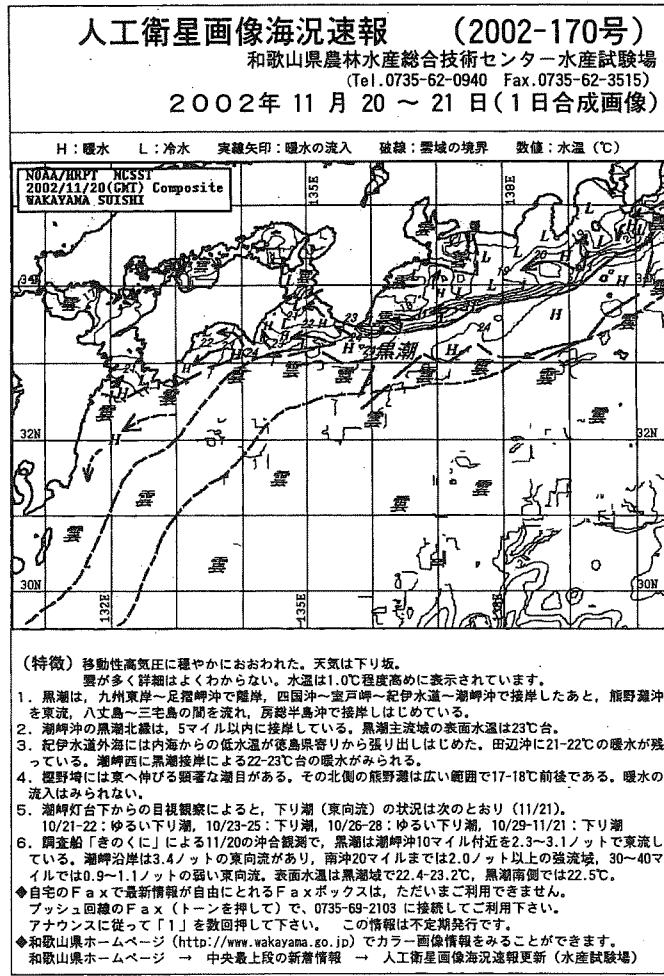 人工衛星画像海況速報　(2002-170号)
和歌山県農林水産総合技術センター水産試験場
(Tel.0735-62-0940 Fax.0735-62-3515)
2002年 11月 20 ～ 21 日(1日合成画像)
H：暖水　L：冷水　実線矢印：暖水の流入　破線：雲域の境界　数値：水温 (℃)
NOAA/HRPT NCSST
2002/11/20(GMT) Composite
WAKAYAMA SUISHI
135E
138E
34N
黒潮
雲
32N
32N
30N
30N
132E
135E
(特徴) 移動性高気圧に穏やかにおおわれた。天気は下り坂。
雲が多く詳細はよくわからない。水温は1.0℃程度高めに表示されています。
1. 黒潮は，九州東岸～足摺岬沖で離岸，四国沖～室戸岬～紀伊水道～潮岬沖で接岸したあと，熊野灘沖
を東流，八丈島～三宅島の間を流れ，房総半島沖で接岸しはじめている。
2. 潮岬沖の黒潮北縁は，5マイル以内に接岸している。黒潮主流域の表面水温は23℃台。
3. 紀伊水道外海には内海からの低水温が徳島県寄りから張り出しはじめた。田辺沖に21-22℃の暖水が残
っている。潮岬西に黒潮接岸による22-23℃台の暖水がみられる。
4. 樫野埼には東へ伸びる顕著な潮目がある。その北側の熊野灘は広い範囲で17-18℃前後である。暖水の
流入はみられない。
5. 潮岬灯台下からの目視観察によると，下り潮（東向流）の状況は次のとおり (11/21)。
10/21-22：ゆるい下り潮，10/23-25：下り潮，10/26-28：ゆるい下り潮，10/29-11/21：下り潮
6. 調査船「きのくに」による11/20の沖合観測で，黒潮は潮岬沖10マイル付近を2.3～3.1ノットで東流し
ている。潮岬沿岸は3.4ノットの東向流があり，南沖20マイルまでは2.0ノット以上の強流域，30～40マ
イルでは0.9～1.1ノットの弱い東向流。表面水温は黒潮域で22.4-23.2℃，黒潮南側では22.5℃。
◆自宅のＦａｘで最新情報が自由にとれるＦａｘボックスは，ただいまご利用できません。
プッシュ回線のＦａｘ（トーンを押して）で，0735-69-2103 に接続してご利用下さい。
アナウンスに従って「１」を数回押して下さい。　この情報は不定期発行です。
◆和歌山県ホームページ (http://www.wakayama.go.jp) でカラー画像情報をみることができます。
和歌山県ホームページ → 中央最上段の新着情報 → 人工衛星画像海況速報更新（水産試験場）